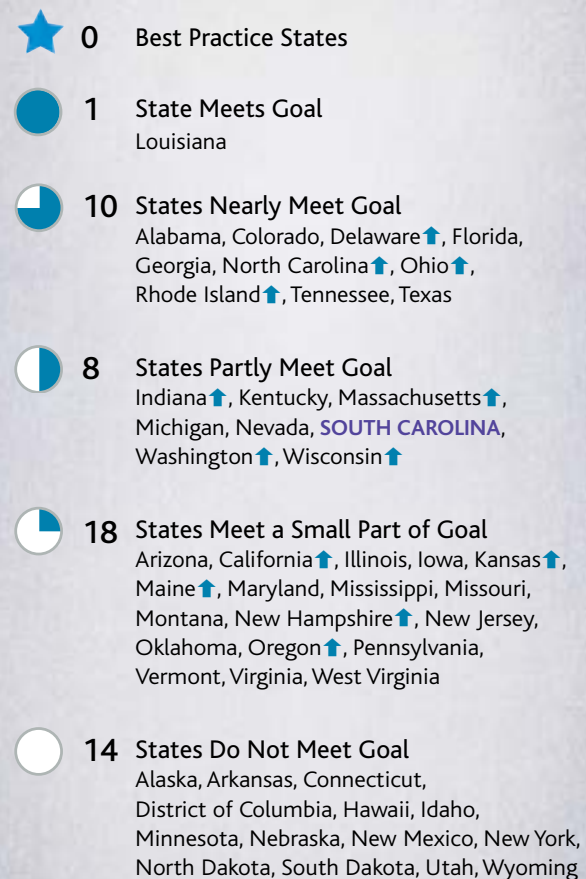 0 Best Practice States
1 State Meets Goal
Louisiana
10 States Nearly Meet Goal
Alabama, Colorado, Delaware⬆, Florida,
Georgia, North Carolina⬆, Ohio⬆,
Rhode Island⬆, Tennessee, Texas
8 States Partly Meet Goal
Indiana⬆, Kentucky, Massachusetts⬆,
Michigan, Nevada, SOUTH CAROLINA,
Washington⬆, Wisconsin⬆
18 States Meet a Small Part of Goal
Arizona, California⬆, Illinois, Iowa, Kansas⬆,
Maine⬆, Maryland, Mississippi, Missouri,
Montana, New Hampshire⬆, New Jersey,
Oklahoma, Oregon⬆, Pennsylvania,
Vermont, Virginia, West Virginia
14 States Do Not Meet Goal
Alaska, Arkansas, Connecticut,
District of Columbia, Hawaii, Idaho,
Minnesota, Nebraska, New Mexico, New York,
North Dakota, South Dakota, Utah, Wyoming